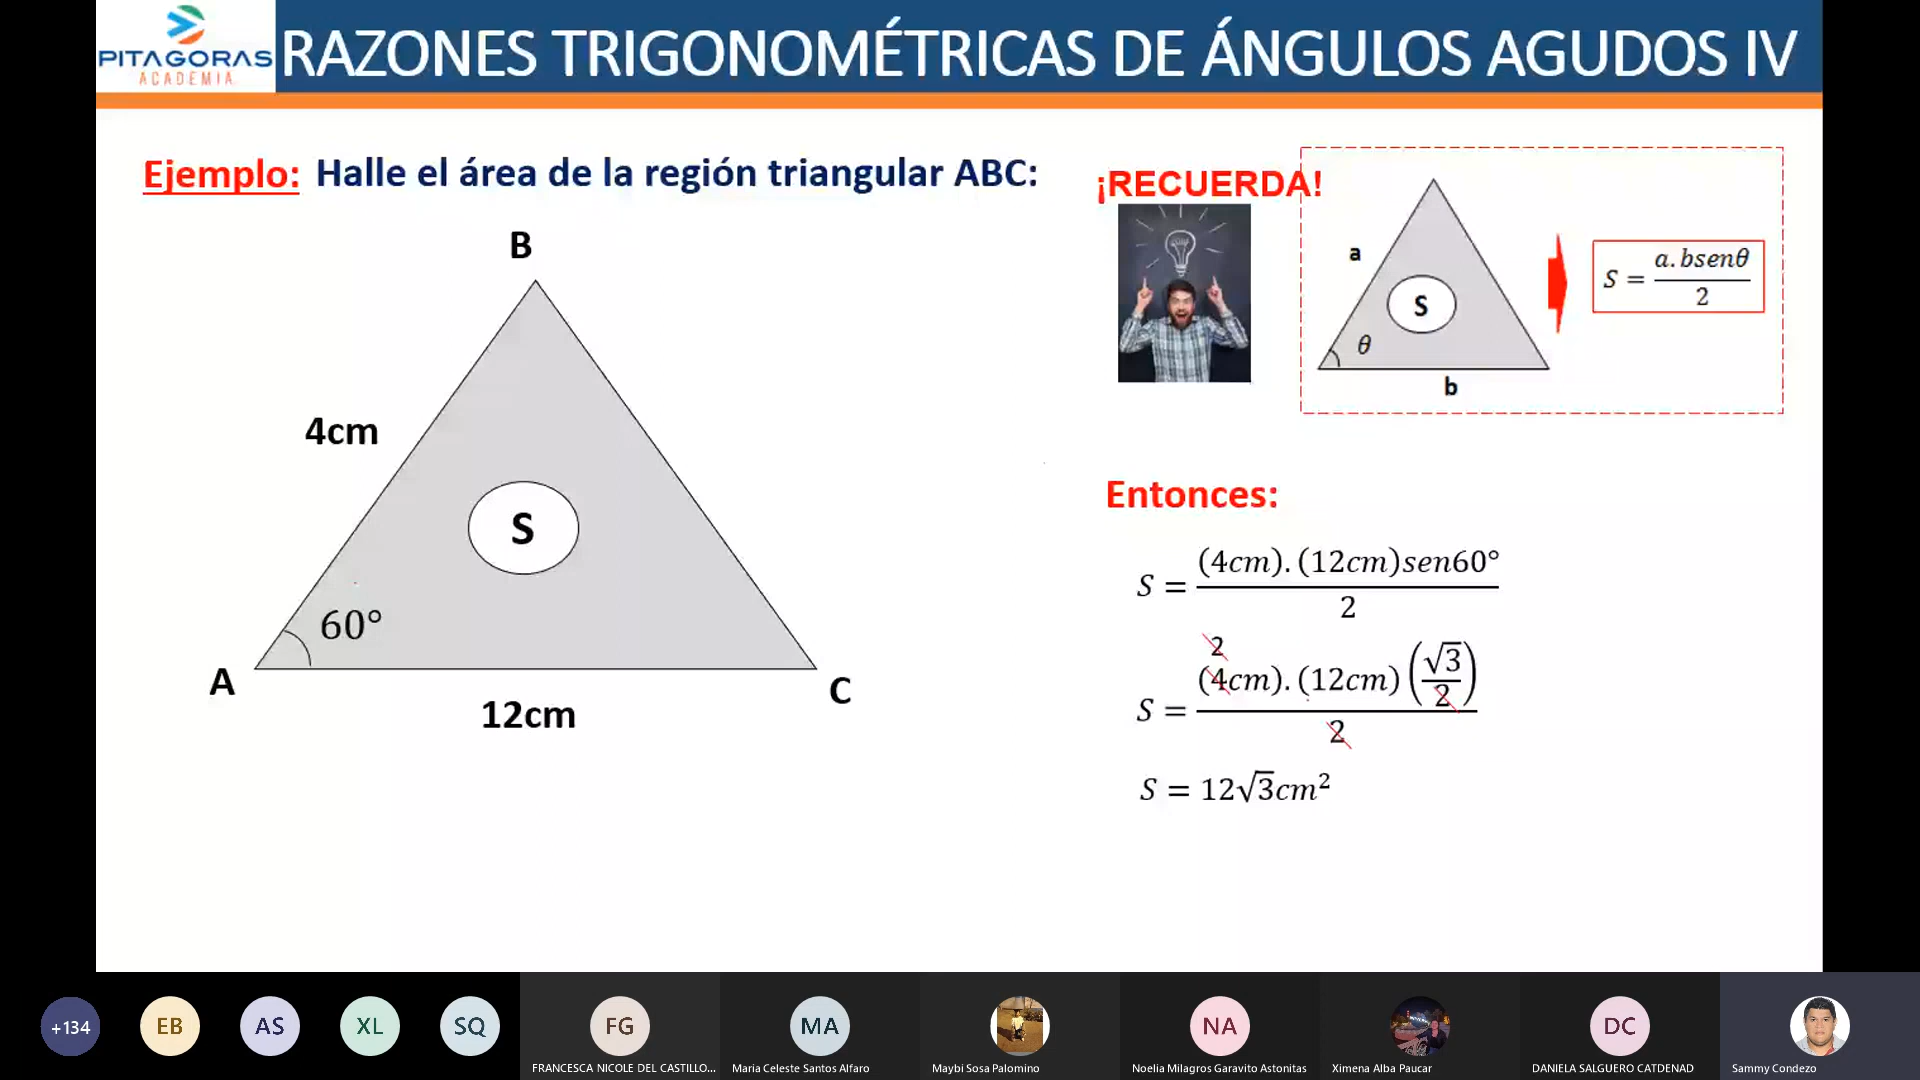 PITAGORAS
ACADEMIA
RAZONES TRIGONOMÉTRICAS DE ÁNGULOS AGUDOS IV
Ejemplo: Halle el área de la región triangular ABC:
¡RECUERDA!
B
4cm
S
60°
A
C
12cm
a
S
θ
b
S = a.bsenθ / 2
Entonces:
S = (4cm).(12cm)sen60° / 2
2
S = (4cm).(12cm)(√3/2) / 2
S = 12√3cm²
+134
EB
AS
XL
SQ
FG
MA
NA
DC
FRANCESCA NICOLE DEL CASTILLO...
Maria Celeste Santos Alfaro
Maybi Sosa Palomino
Noelia Milagros Garavito Astonitas
Ximena Alba Paucar
DANIELA SALGUERO CATDENAD
Sammy Condezo